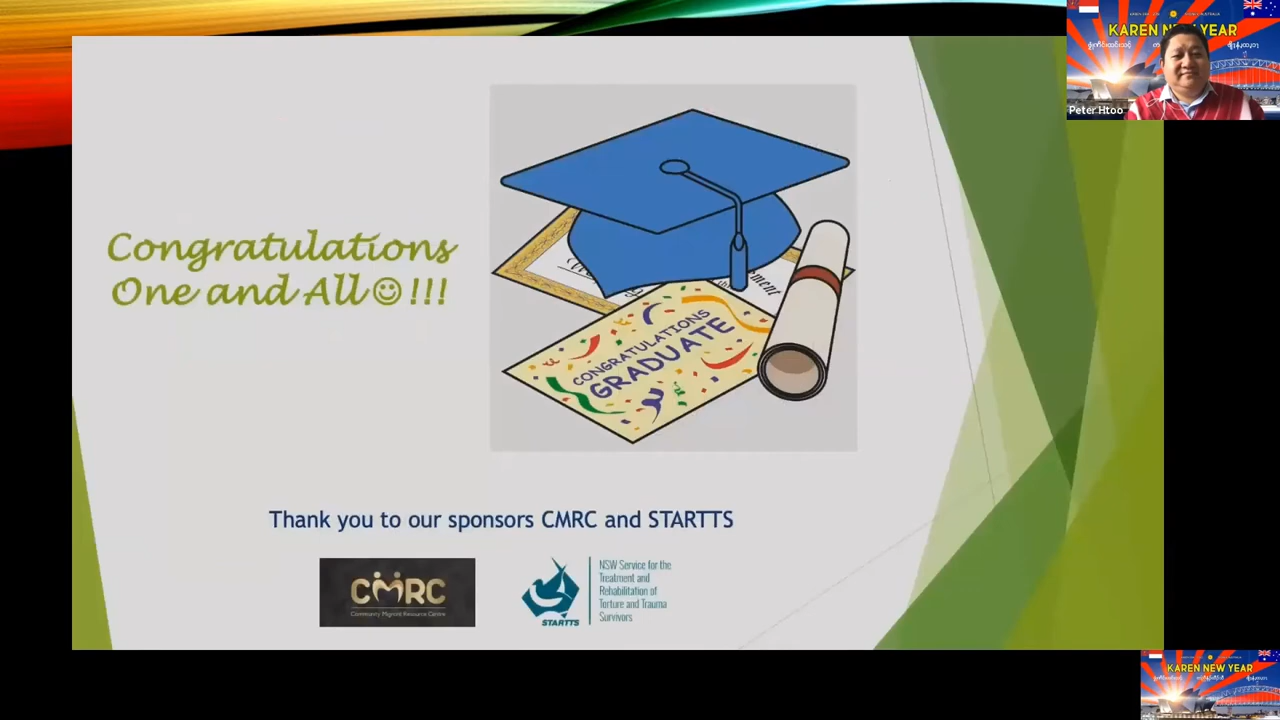 Congratulations
One and All☺!!!
CONGRATULATIONS
GRADUATE
Thank you to our sponsors CMRC and STARTTS
CMRC
Community Migrant Resource Centre
STARTTS
NSW Service for the
Treatment and
Rehabilitation of
Torture and Trauma
Survivors
KAREN NEW YEAR
Peter Htoo
KAREN NEW YEAR